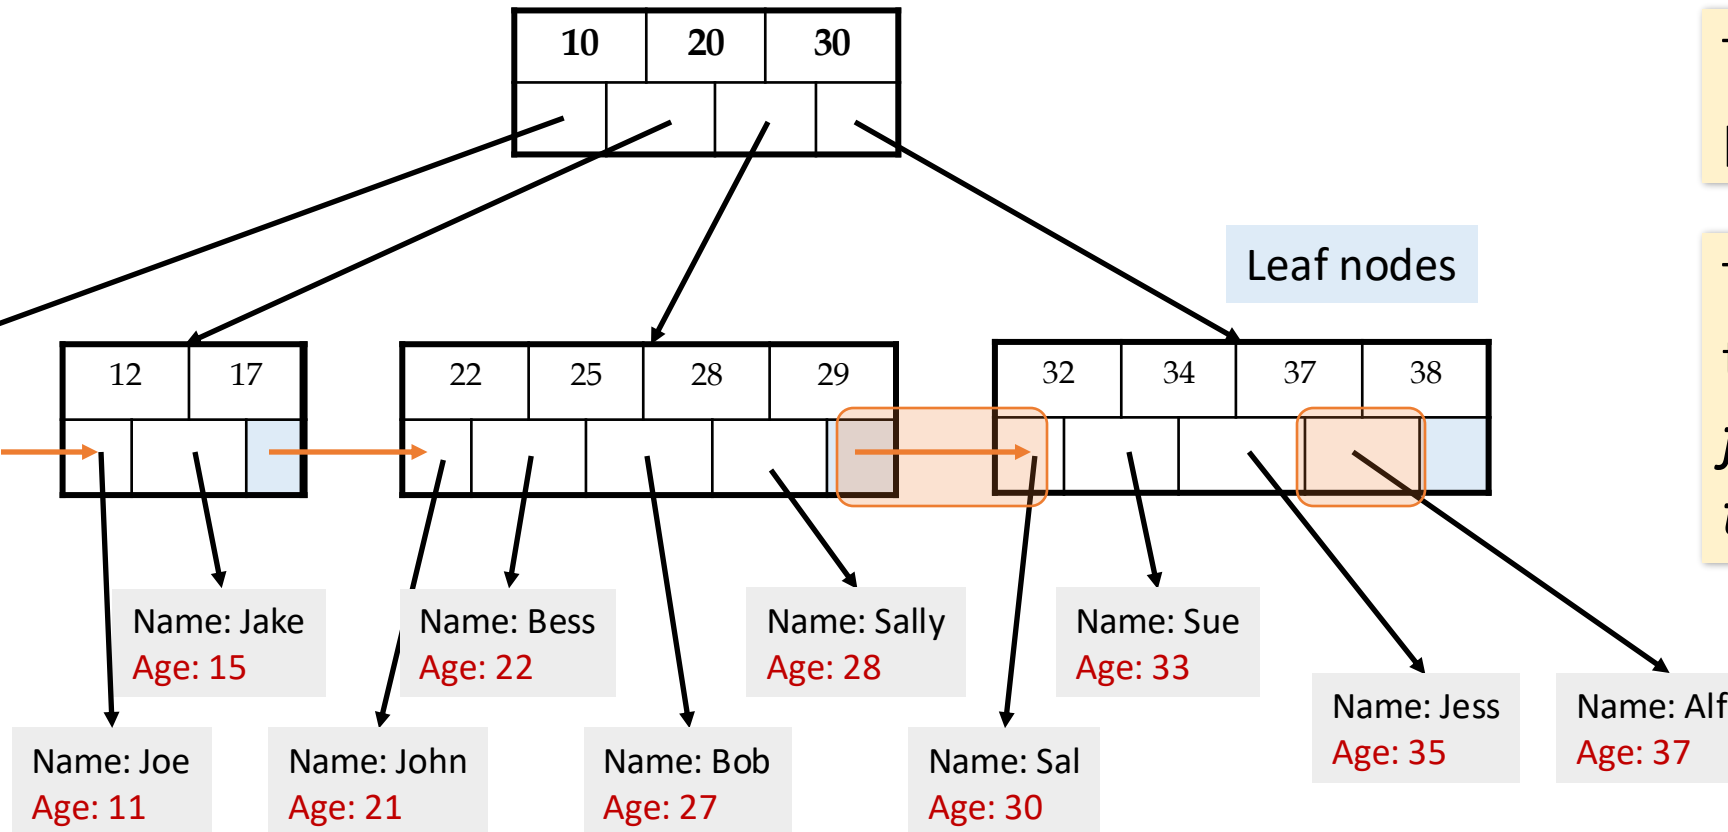 10 20 30
Leaf nodes
12 17
22 25 28 29
32 34 37 38
Name: Jake
Age: 15
Name: Bess
Age: 22
Name: Sally
Age: 28
Name: Sue
Age: 33
Name: Jess
Age: 35
Name: Alf
Age: 37
Name: Joe
Age: 11
Name: John
Age: 21
Name: Bob
Age: 27
Name: Sal
Age: 30